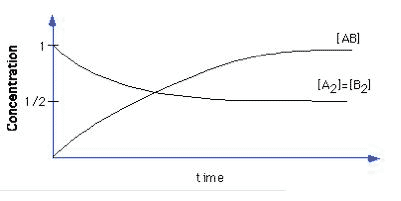 [AB]
1
Concentration
[A₂]=[B₂]
1/2
time